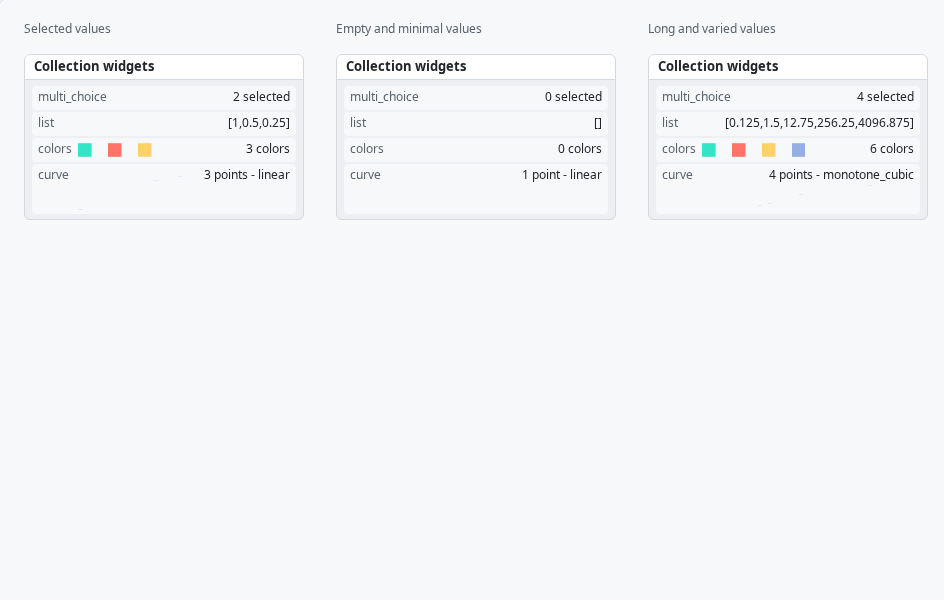 Selected values
Collection widgets
multi_choice 2 selected
list [1,0.5,0.25]
colors 3 colors
curve 3 points - linear
Empty and minimal values
Collection widgets
multi_choice 0 selected
list []
colors 0 colors
curve 1 point - linear
Long and varied values
Collection widgets
multi_choice 4 selected
list [0.125,1.5,12.75,256.25,4096.875]
colors 6 colors
curve 4 points - monotone_cubic